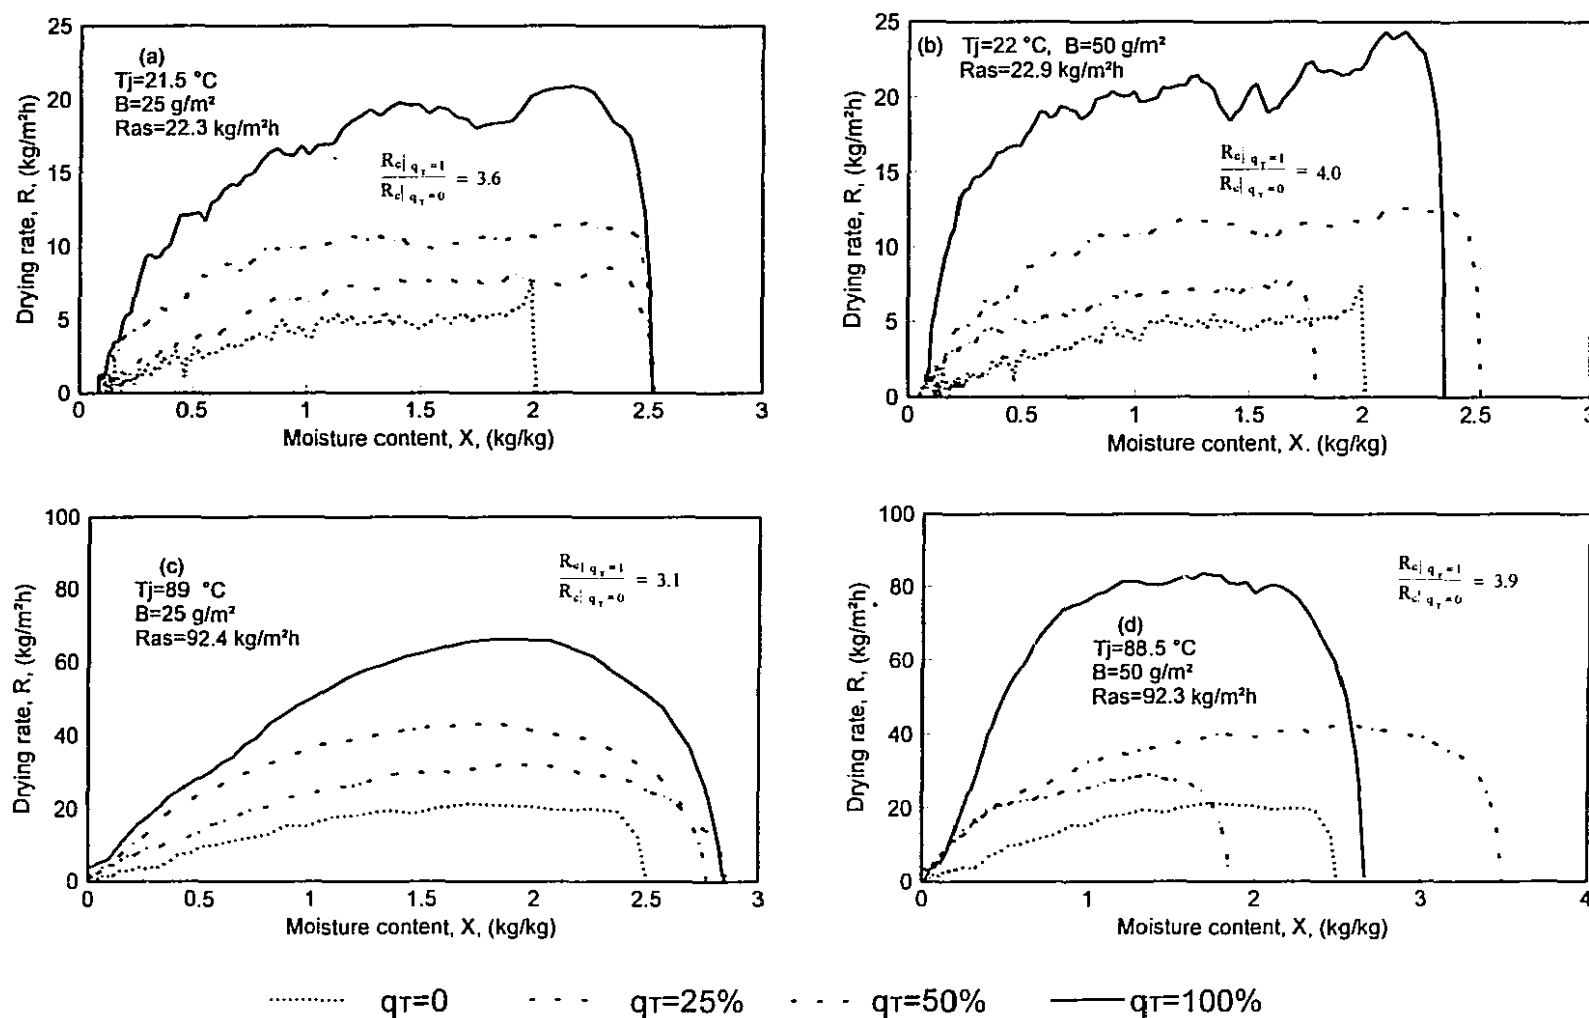 (a)
Tj=21.5 °C
B=25 g/m²
Ras=22.3 kg/m²h
Rc| qT=1
Rc| qT=0
= 3.6
Drying rate, R, (kg/m²h)
25
20
15
10
5
0
0 0.5 1 1.5 2 2.5 3
Moisture content, X, (kg/kg)
(b) Tj=22 °C, B=50 g/m²
Ras=22.9 kg/m²h
Rc| qT=1
Rc| qT=0
= 4.0
Drying rate, R, (kg/m²h)
25
20
15
10
5
0
0 0.5 1 1.5 2 2.5 3
Moisture content, X. (kg/kg)
(c)
Tj=89 °C
B=25 g/m²
Ras=92.4 kg/m²h
Rc| qT=1
Rc| qT=0
= 3.1
Drying rate, R, (kg/m²h)
100
80
60
40
20
0
0 0.5 1 1.5 2 2.5 3
Moisture content, X, (kg/kg)
(d)
Tj=88.5 °C
B=50 g/m²
Ras=92.3 kg/m²h
Rc| qT=1
Rc| qT=0
= 3.9
Drying rate, R, (kg/m²h)
100
80
60
40
20
0
0 1 2 3 4
Moisture content, X, (kg/kg)
qT=0 qT=25% qT=50% qT=100%